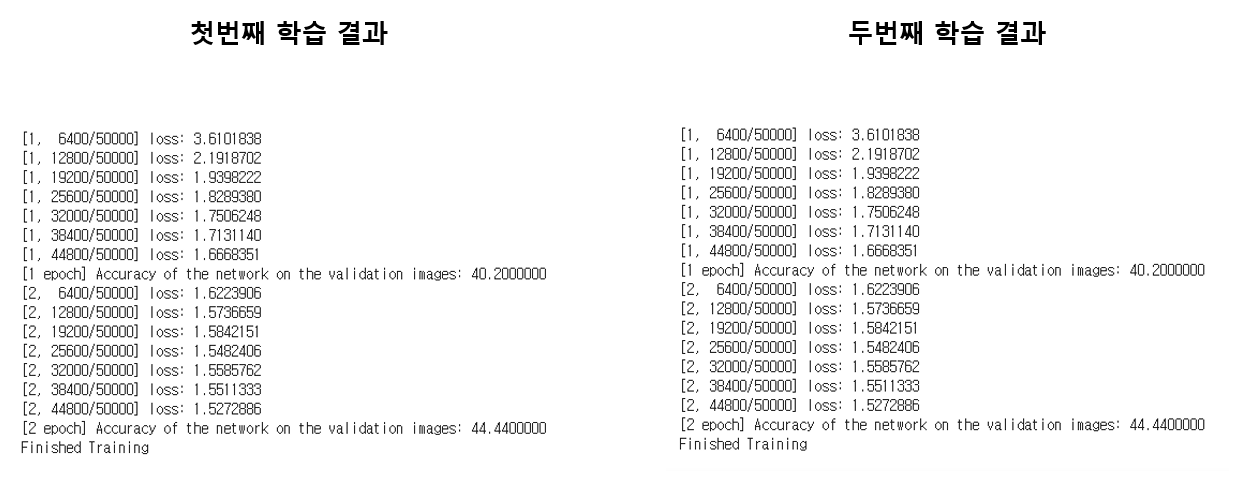 첫번째 학습 결과
[1,  6400/50000] loss: 3.6101838
[1, 12800/50000] loss: 2.1918702
[1, 19200/50000] loss: 1.9398222
[1, 25600/50000] loss: 1.8289380
[1, 32000/50000] loss: 1.7506248
[1, 38400/50000] loss: 1.7131140
[1, 44800/50000] loss: 1.6668351
[1 epoch] Accuracy of the network on the validation images: 40.2000000
[2,  6400/50000] loss: 1.6223906
[2, 12800/50000] loss: 1.5736659
[2, 19200/50000] loss: 1.5842151
[2, 25600/50000] loss: 1.5482406
[2, 32000/50000] loss: 1.5585762
[2, 38400/50000] loss: 1.5511333
[2, 44800/50000] loss: 1.5272886
[2 epoch] Accuracy of the network on the validation images: 44.4400000
Finished Training
두번째 학습 결과
[1,  6400/50000] loss: 3.6101838
[1, 12800/50000] loss: 2.1918702
[1, 19200/50000] loss: 1.9398222
[1, 25600/50000] loss: 1.8289380
[1, 32000/50000] loss: 1.7506248
[1, 38400/50000] loss: 1.7131140
[1, 44800/50000] loss: 1.6668351
[1 epoch] Accuracy of the network on the validation images: 40.2000000
[2,  6400/50000] loss: 1.6223906
[2, 12800/50000] loss: 1.5736659
[2, 19200/50000] loss: 1.5842151
[2, 25600/50000] loss: 1.5482406
[2, 32000/50000] loss: 1.5585762
[2, 38400/50000] loss: 1.5511333
[2, 44800/50000] loss: 1.5272886
[2 epoch] Accuracy of the network on the validation images: 44.4400000
Finished Training